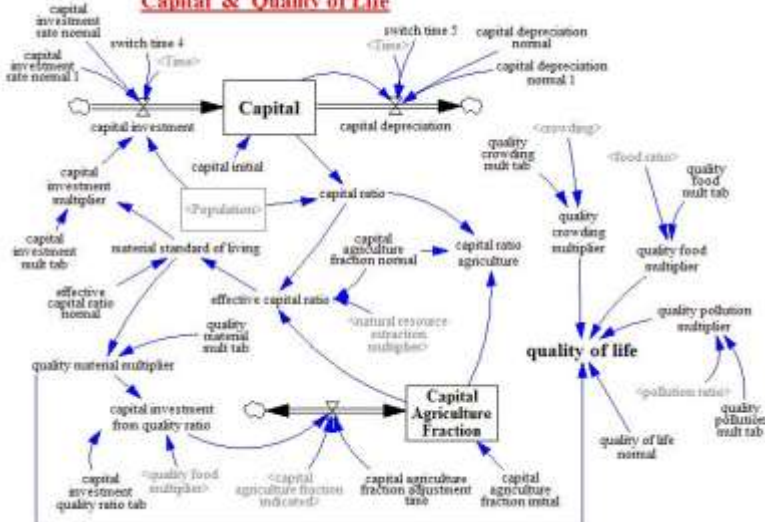 Capital & Quality of Life
capital
investment
rate normal
switch time 4
<Time>
capital
investment
rate normal 1
switch time 5
<Time>
capital depreciation
normal
capital depreciation
normal 1
Capital
capital investment
capital depreciation
capital
investment
multiplier
capital initial
<Population>
capital ratio
<crowding>
quality
crowding
mult tab
<food ratio>
quality
food
mult tab
capital
investment
mult tab
material standard of living
capital
agriculture
fraction normal
capital ratio
agriculture
quality
crowding
multiplier
quality food
multiplier
effective
capital ratio
normal
effective capital ratio
<natural resource
extraction
multiplier>
quality
material
mult tab
quality material multiplier
quality pollution
multiplier
quality of life
capital investment
from quality ratio
Capital
Agriculture
Fraction
<pollution ratio>
quality
pollution
mult tab
quality of life
normal
capital
investment
quality ratio tab
<quality food
multiplier>
<capital
agriculture fraction
indicated>
capital agriculture
fraction adjustment
time
capital
agriculture
fraction initial